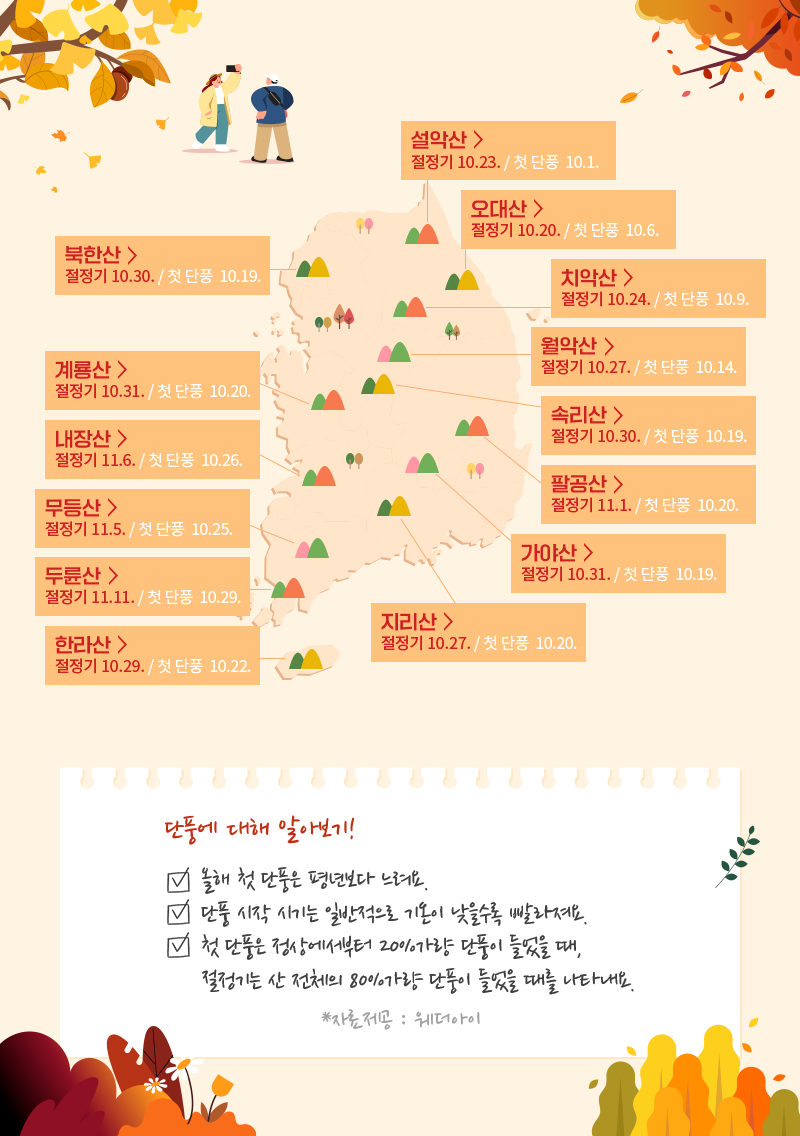 설악산 >
절정기 10.23. / 첫 단풍 10.1.
오대산 >
절정기 10.20. / 첫 단풍 10.6.
북한산 >
절정기 10.30. / 첫 단풍 10.19.
치악산 >
절정기 10.24. / 첫 단풍 10.9.
월악산 >
절정기 10.27. / 첫 단풍 10.14.
계룡산 >
절정기 10.31. / 첫 단풍 10.20.
속리산 >
절정기 10.30. / 첫 단풍 10.19.
내장산 >
절정기 11.6. / 첫 단풍 10.26.
팔공산 >
절정기 11.1. / 첫 단풍 10.20.
무등산 >
절정기 11.5. / 첫 단풍 10.25.
가야산 >
절정기 10.31. / 첫 단풍 10.19.
두륜산 >
절정기 11.11. / 첫 단풍 10.29.
지리산 >
절정기 10.27. / 첫 단풍 10.20.
한라산 >
절정기 10.29. / 첫 단풍 10.22.
단풍에 대해 알아보기!
올해 첫 단풍은 평년보다 느려요.
단풍 시작 시기는 일반적으로 기온이 낮을수록 빨라져요.
첫 단풍은 정상에서부터 20%가량 단풍이 들었을 때,
절정기는 산 전체의 80%가량 단풍이 들었을 때를 나타내요.
*자료제공 : 웨더아이